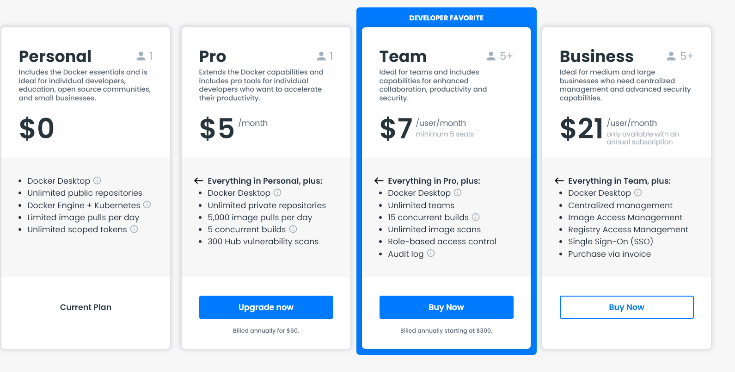 DEVELOPER FAVORITE
Personal
1
Includes the Docker essentials and is
ideal for individual developers,
education, open source communities,
and small businesses.
$0
Docker Desktop
Unlimited public repositories
Docker Engine + Kubernetes
Limited image pulls per day
Unlimited scoped tokens
Current Plan
Pro
1
Extends the Docker capabilities and
includes pro tools for individual
developers who want to accelerate
their productivity.
$5 /month
Everything in Personal, plus:
Docker Desktop
Unlimited private repositories
5,000 image pulls per day
5 concurrent builds
300 Hub vulnerability scans
Upgrade now
Billed annually for $60.
Team
5+
Ideal for teams and includes
capabilities for enhanced
collaboration, productivity and
security.
$7 /user/month
minimum 5 seats
Everything in Pro, plus:
Docker Desktop
Unlimited teams
15 concurrent builds
Unlimited image scans
Role-based access control
Audit log
Buy Now
Billed annually starting at $300.
Business
5+
Ideal for medium and large
businesses who need centralized
management and advanced security
capabilities.
$21 /user/month
only available with an
annual subscription
Everything in Team, plus:
Docker Desktop
Centralized management
Image Access Management
Registry Access Management
Single Sign-On (SSO)
Purchase via invoice
Buy Now